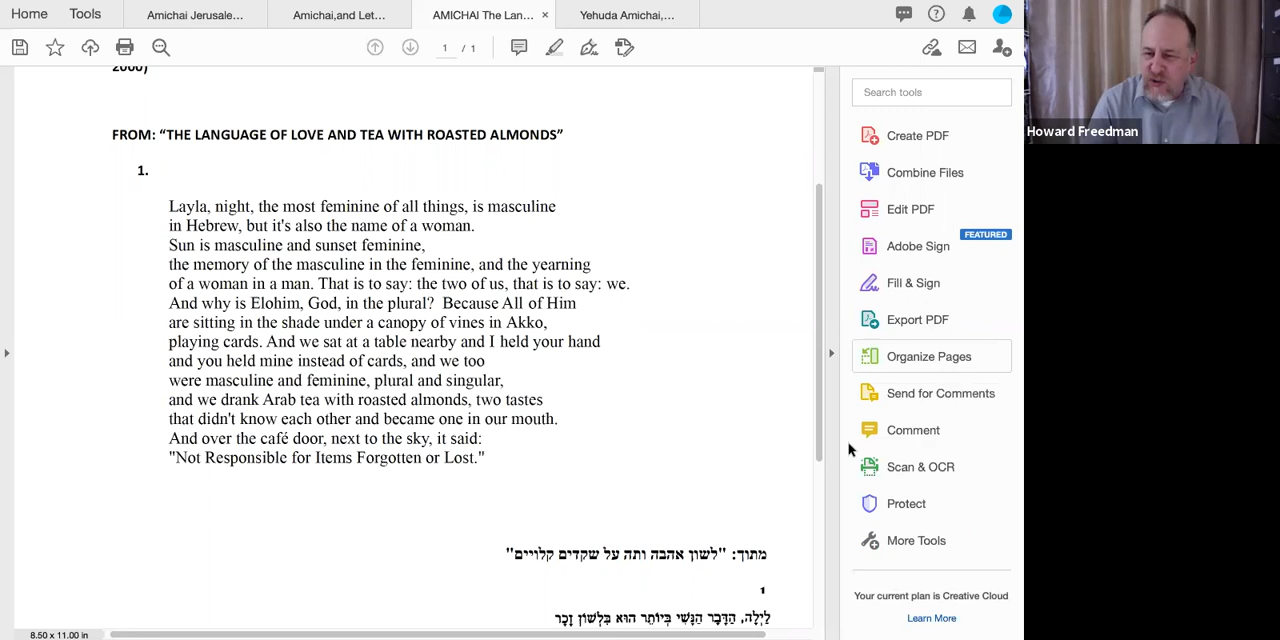 Home
Tools
Amichai Jerusale...
Amichai,and Let...
AMICHAI The Lan...
×
Yehuda Amichai,...
1 / 1
2000)
FROM: “THE LANGUAGE OF LOVE AND TEA WITH ROASTED ALMONDS”
1.
Layla, night, the most feminine of all things, is masculine
in Hebrew, but it's also the name of a woman.
Sun is masculine and sunset feminine,
the memory of the masculine in the feminine, and the yearning
of a woman in a man. That is to say: the two of us, that is to say: we.
And why is Elohim, God, in the plural? Because All of Him
are sitting in the shade under a canopy of vines in Akko,
playing cards. And we sat at a table nearby and I held your hand
and you held mine instead of cards, and we too
were masculine and feminine, plural and singular,
and we drank Arab tea with roasted almonds, two tastes
that didn't know each other and became one in our mouth.
And over the café door, next to the sky, it said:
"Not Responsible for Items Forgotten or Lost."
מתוך: "לשון אהבה ותה על שקדים קלויים"
1
לַיְלָה, הַדָּבָר הַנָּשִׁי בְּיוֹתֵר הוּא בִּלְשׁוֹן זָכָר
8.50 x 11.00 in
Search tools
Create PDF
Combine Files
Edit PDF
FEATURED
Adobe Sign
Fill & Sign
Export PDF
Organize Pages
Send for Comments
Comment
Scan & OCR
Protect
More Tools
Your current plan is Creative Cloud
Learn More
Howard Freedman